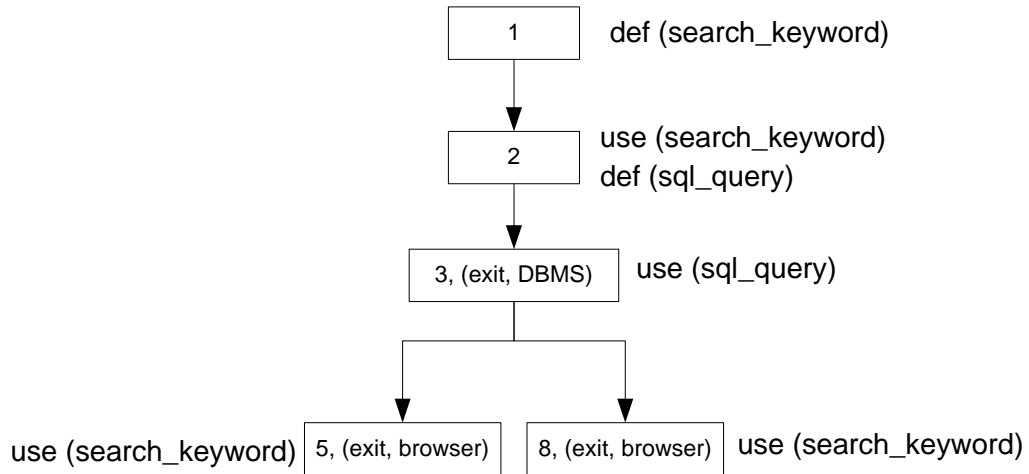 1
def (search_keyword)
2
use (search_keyword)
def (sql_query)
3, (exit, DBMS)
use (sql_query)
use (search_keyword)
5, (exit, browser)
8, (exit, browser)
use (search_keyword)